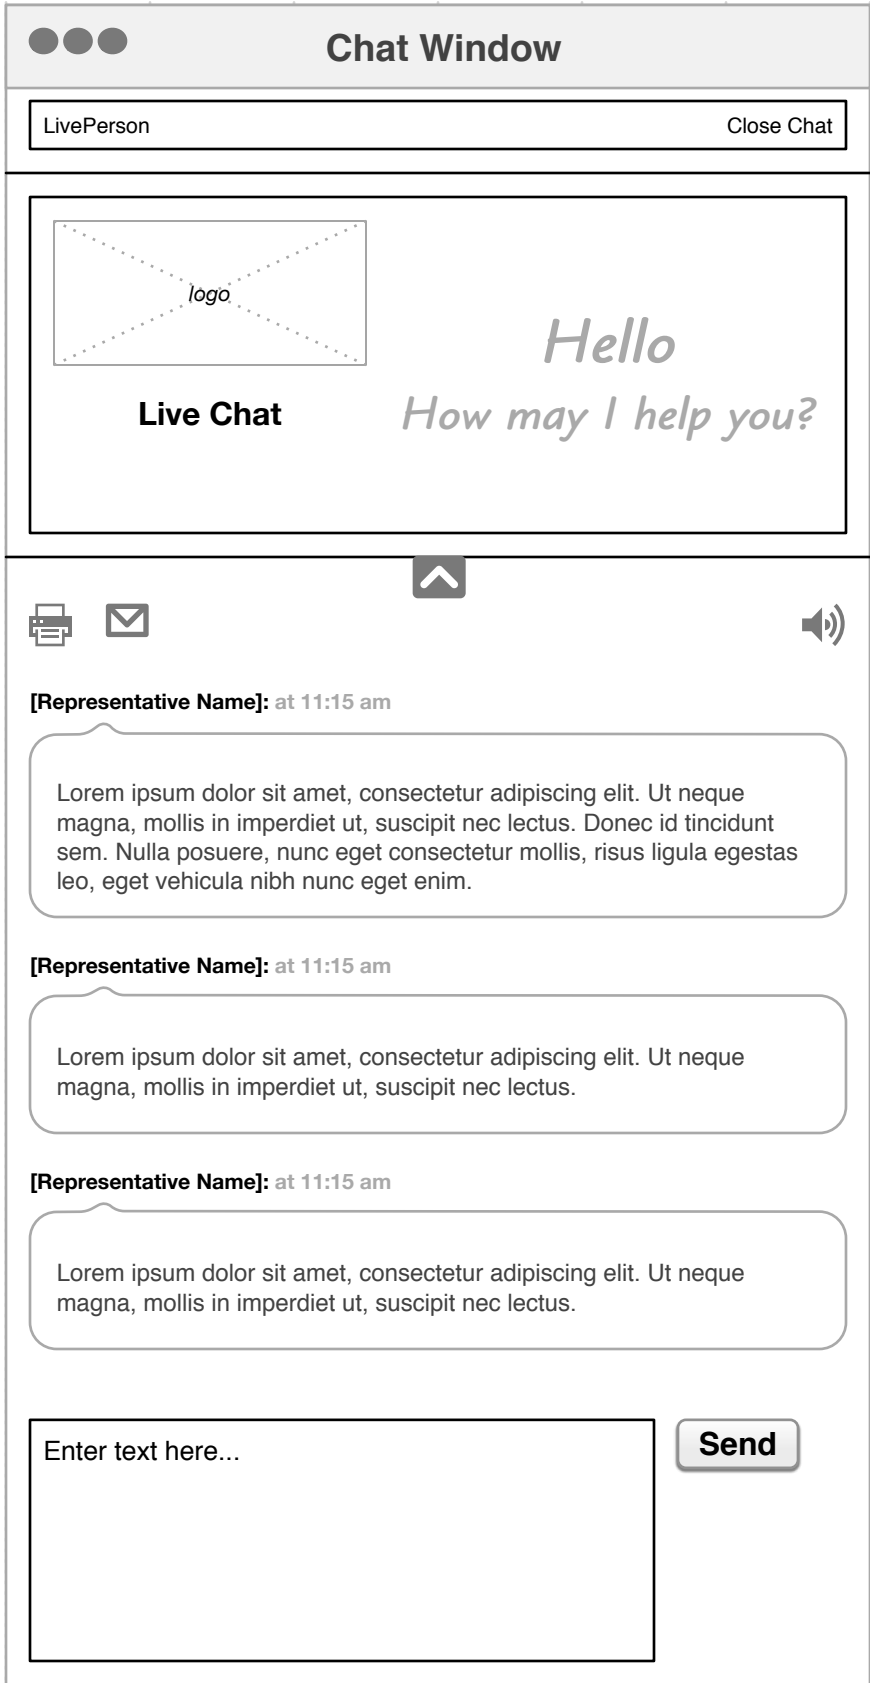 Chat Window
LivePerson Close Chat
logo
Live Chat
Hello
How may I help you?
[Representative Name]: at 11:15 am
Lorem ipsum dolor sit amet, consectetur adipiscing elit. Ut neque
magna, mollis in imperdiet ut, suscipit nec lectus. Donec id tincidunt
sem. Nulla posuere, nunc eget consectetur mollis, risus ligula egestas
leo, eget vehicula nibh nunc eget enim.
[Representative Name]: at 11:15 am
Lorem ipsum dolor sit amet, consectetur adipiscing elit. Ut neque
magna, mollis in imperdiet ut, suscipit nec lectus.
[Representative Name]: at 11:15 am
Lorem ipsum dolor sit amet, consectetur adipiscing elit. Ut neque
magna, mollis in imperdiet ut, suscipit nec lectus.
Enter text here...
Send